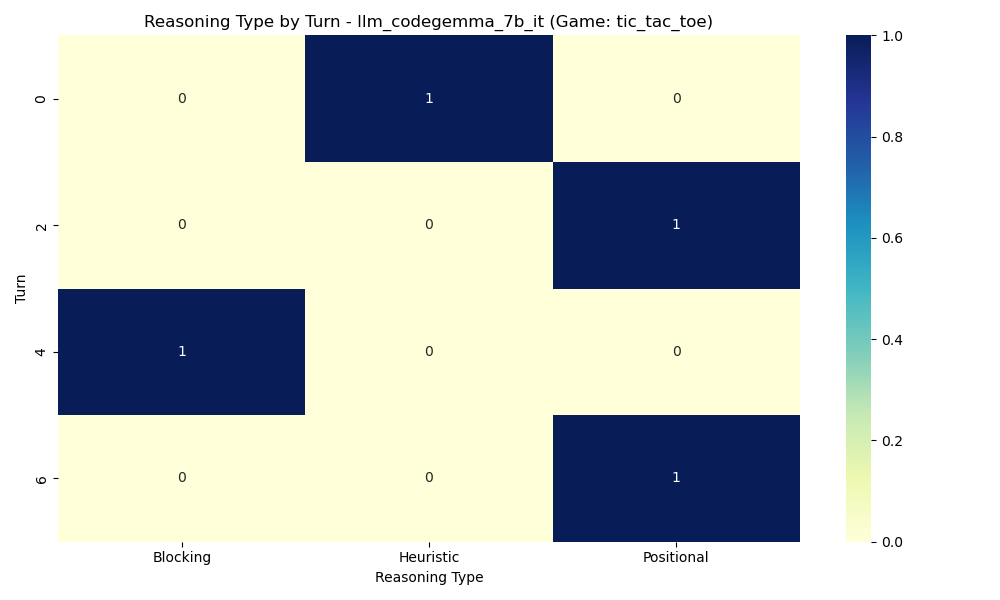 Reasoning Type by Turn - llm_codegemma_7b_it (Game: tic_tac_toe)
Turn
0 0 1 0
2 0 0 1
4 1 0 0
6 0 0 1
Blocking Heuristic Positional
Reasoning Type
1.0
0.8
0.6
0.4
0.2
0.0